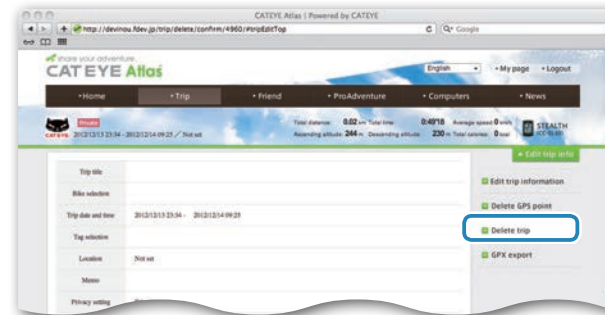 CATEYE Atlas | Powered by CATEYE
http://devinou.fdev.jp/trip/delete/confirm/4960/#tripEditTop
Google
share your adventure.
CATEYE Atlas
English
My page
Logout
Home
Trip
Friend
ProAdventure
Computers
News
CAT EYE
Private
2012/12/13 23:34 - 2012/12/14 09:25 / Not set
Total distance: 0.02 km Total time: 0:49'18 Average speed 0 km/h
Ascending altitude: 244 m Descending altitude: 230 m Total calories: 0 kcal
STEALTH
Edit trip info
Trip title
Bike selection
Trip date and time 2012/12/13 23:34 - 2012/12/14 09:25
Tag selection
Location Not set
Memo
Privacy setting
Edit trip information
Delete GPS point
Delete trip
GPX export